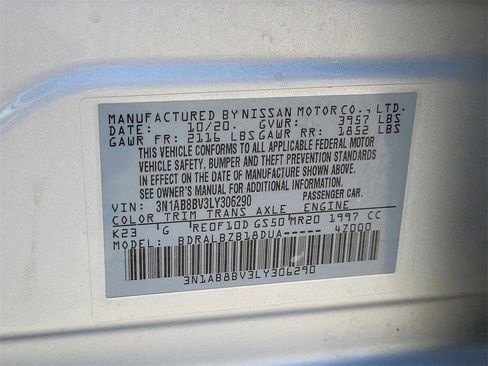 MANUFACTURED BY NISSAN MOTOR CO., LTD.
DATE: 10/20. GVWR: 3957 LBS
GAWR FR: 2116 LBS GAWR RR: 1852 LBS
THIS VEHICLE CONFORMS TO ALL APPLICABLE FEDERAL MOTOR
VEHICLE SAFETY, BUMPER AND THEFT PREVENTION STANDARDS
IN EFFECT ON THE DATE OF MANUFACTURE SHOWN ABOVE.
SEE OWNER'S MANUAL FOR ADDITIONAL INFORMATION.
VIN: 3N1AB8BV3LY306290
COLOR TRIM TRANS AXLE ENGINE
K23 G RE0F10D GS50 MR20 1997 CC
MODEL: BDRALBZB18DUA----- 47000
3N1AB8BV3LY306290